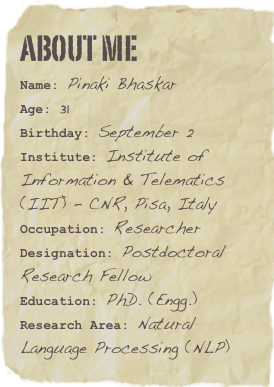 ABOUT ME
Name: Pinaki Bhaskar
Age: 31
Birthday: September 2
Institute: Institute of
Information & Telematics
(IIT) - CNR, Pisa, Italy
Occupation: Researcher
Designation: Postdoctoral
Research Fellow
Education: PhD. (Engg.)
Research Area: Natural
Language Processing (NLP)